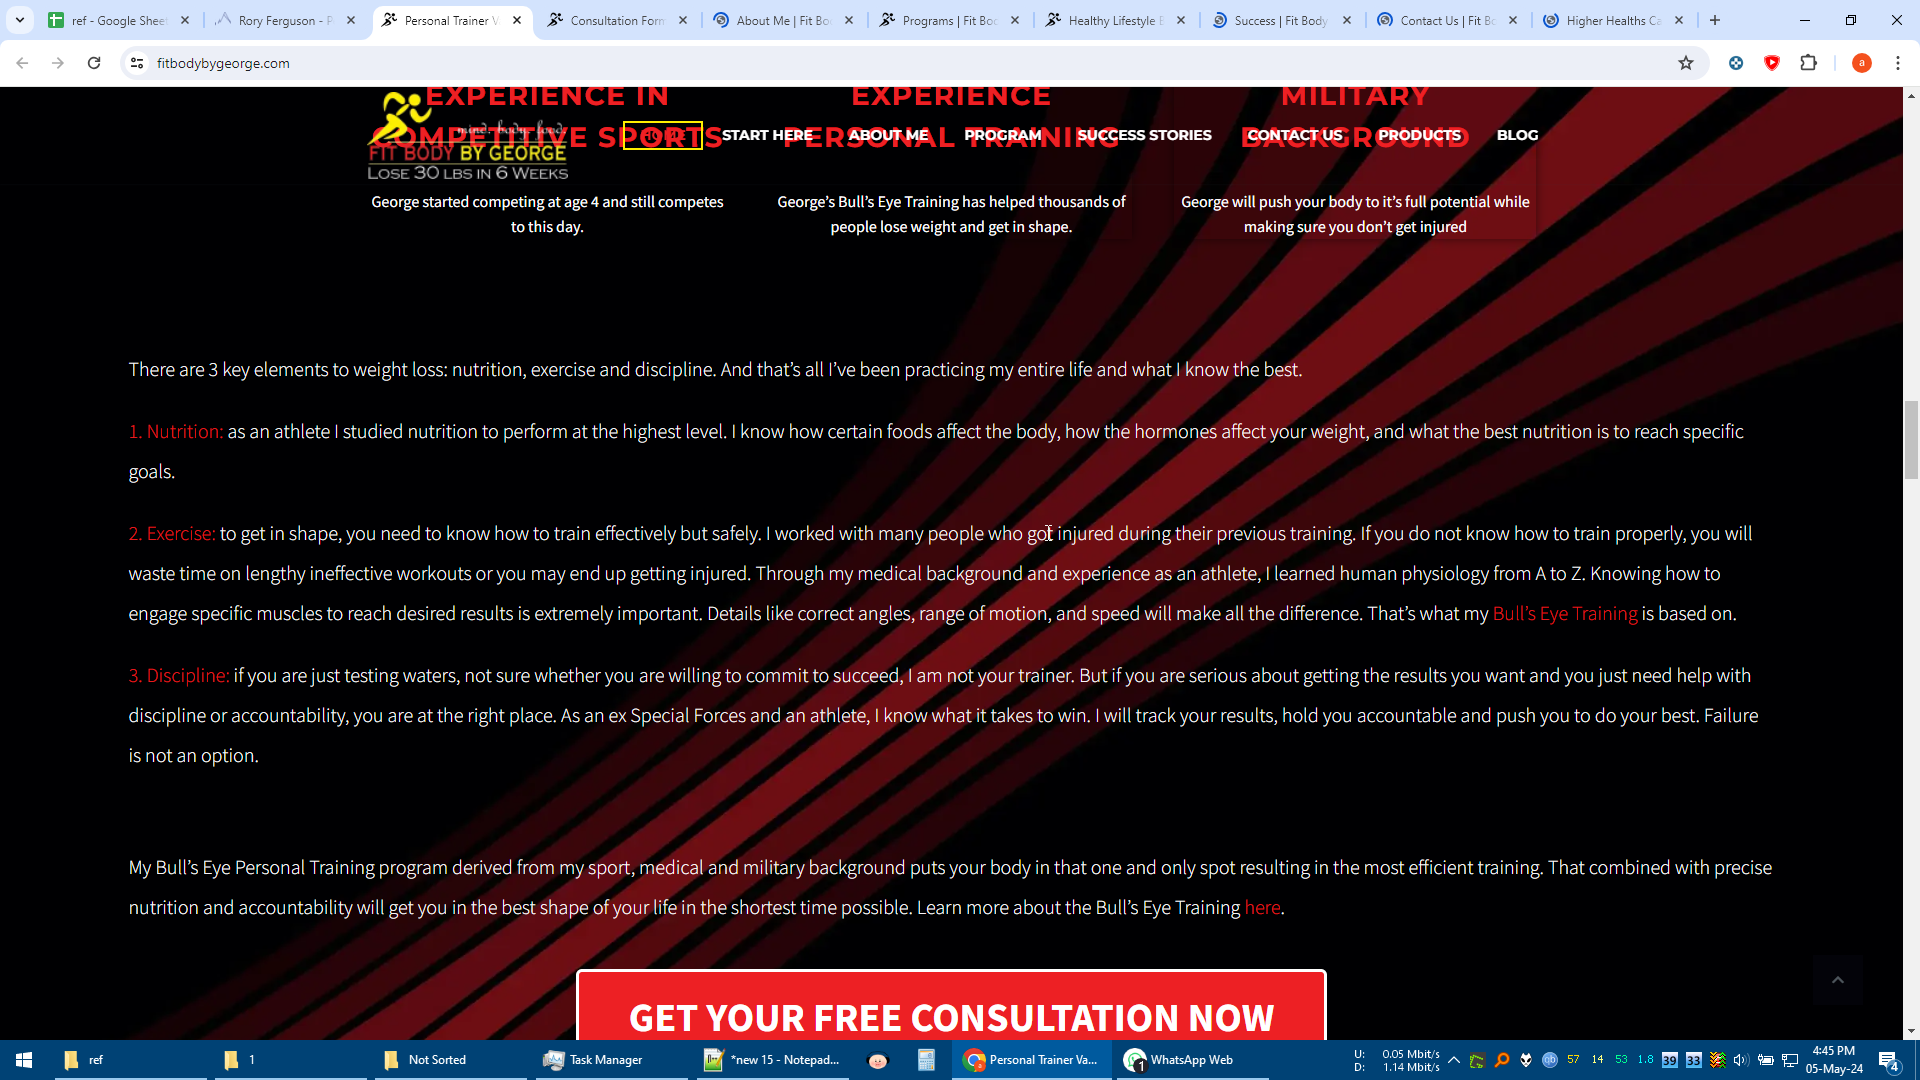 ref - Google Shee
Rory Ferguson - P
Personal Trainer V
Consultation Form
About Me | Fit Bo
Programs | Fit Boc
Healthy Lifestyle B
Success | Fit Body
Contact Us | Fit B
Higher Healths Ca
fitbodybygeorge.com
a
EXPERIENCE IN
COMPETITIVE SPORTS
EXPERIENCE
PERSONAL TRAINING
MILITARY
BACKGROUND
mind. body. food.
FIT BODY BY GEORGE
LOSE 30 LBS IN 6 WEEKS
HOME
START HERE
ABOUT ME
PROGRAM
SUCCESS STORIES
CONTACT US
PRODUCTS
BLOG
George started competing at age 4 and still competes
to this day.
George’s Bull’s Eye Training has helped thousands of
people lose weight and get in shape.
George will push your body to it’s full potential while
making sure you don’t get injured
There are 3 key elements to weight loss: nutrition, exercise and discipline. And that’s all I’ve been practicing my entire life and what I know the best.
1. Nutrition: as an athlete I studied nutrition to perform at the highest level. I know how certain foods affect the body, how the hormones affect your weight, and what the best nutrition is to reach specific
goals.
2. Exercise: to get in shape, you need to know how to train effectively but safely. I worked with many people who got injured during their previous training. If you do not know how to train properly, you will
waste time on lengthy ineffective workouts or you may end up getting injured. Through my medical background and experience as an athlete, I learned human physiology from A to Z. Knowing how to
engage specific muscles to reach desired results is extremely important. Details like correct angles, range of motion, and speed will make all the difference. That’s what my Bull’s Eye Training is based on.
3. Discipline: if you are just testing waters, not sure whether you are willing to commit to succeed, I am not your trainer. But if you are serious about getting the results you want and you just need help with
discipline or accountability, you are at the right place. As an ex Special Forces and an athlete, I know what it takes to win. I will track your results, hold you accountable and push you to do your best. Failure
is not an option.
My Bull’s Eye Personal Training program derived from my sport, medical and military background puts your body in that one and only spot resulting in the most efficient training. That combined with precise
nutrition and accountability will get you in the best shape of your life in the shortest time possible. Learn more about the Bull’s Eye Training here.
GET YOUR FREE CONSULTATION NOW
ref
1
Not Sorted
Task Manager
*new 15 - Notepad...
Personal Trainer Va...
1
WhatsApp Web
U: 0.05 Mbit/s
D: 1.14 Mbit/s
57
14
53
1.8
39
33
4:45 PM
05-May-24
4